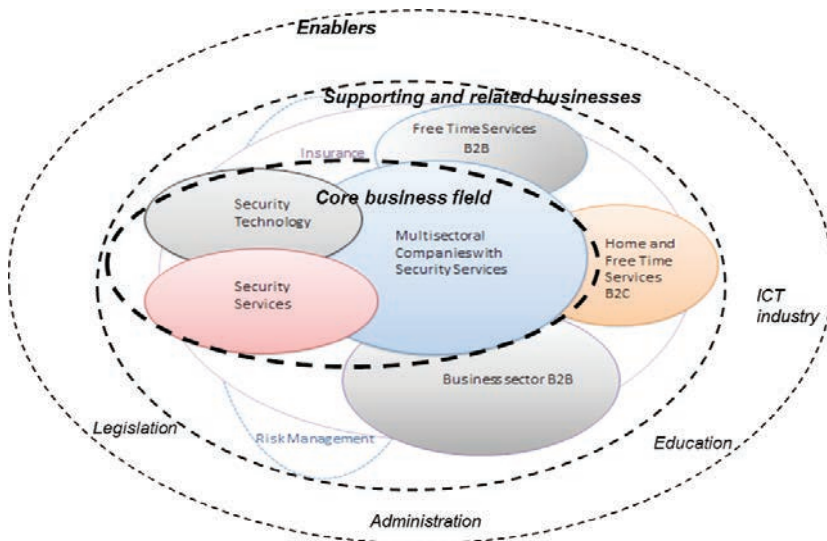 Enablers
Supporting and related businesses
Free Time Services
B2B
Insurance
Core business field
Security
Technology
Multisectoral
Companies with
Security Services
Home and
Free Time
Services
B2C
Security
Services
ICT
industry
Business sector B2B
Legislation
Risk Management
Education
Administration